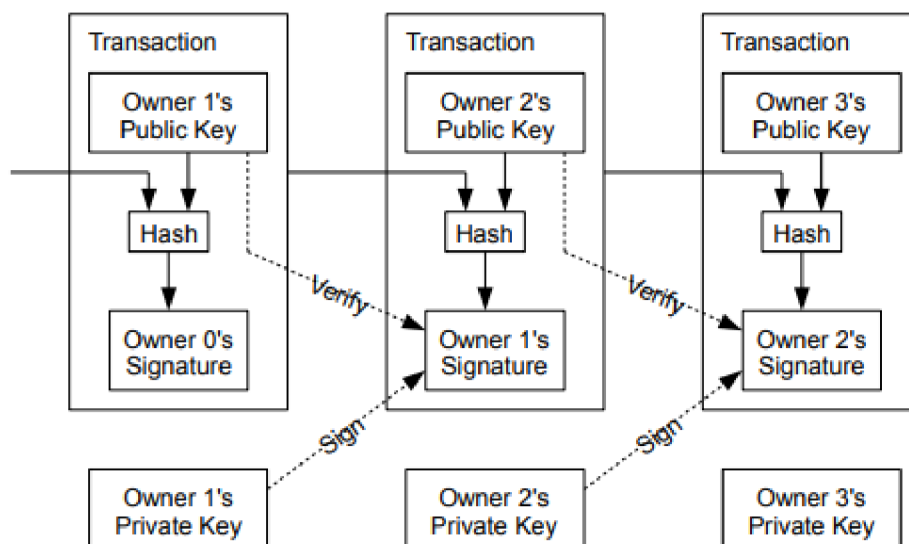 Transaction
Transaction
Transaction
Owner 1's
Public Key
Owner 2's
Public Key
Owner 3's
Public Key
Hash
Hash
Hash
Verify
Verify
Owner 0's
Signature
Owner 1's
Signature
Owner 2's
Signature
Sign
Sign
Owner 1's
Private Key
Owner 2's
Private Key
Owner 3's
Private Key